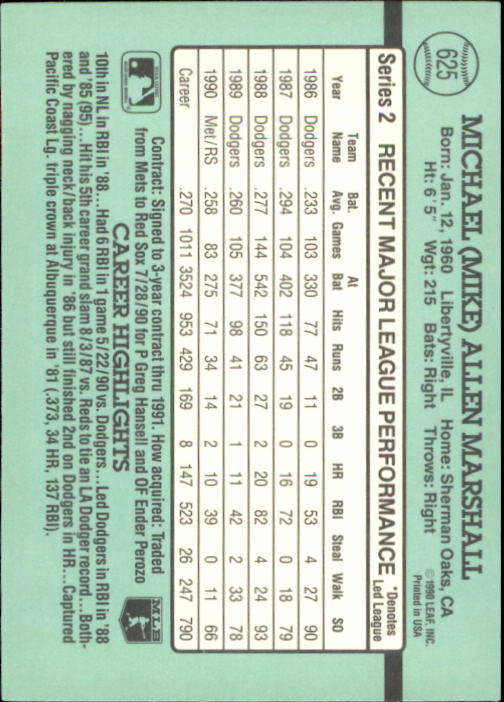 625
MICHAEL (MIKE) ALLEN MARSHALL
Born: Jan. 12, 1960 Libertyville, IL Home: Sherman Oaks, CA
Ht: 6'5" Wgt: 215 Bats: Right Throws: Right
©1990 LEAF, INC.
Printed in USA
Series 2 RECENT MAJOR LEAGUE PERFORMANCE *Denotes Led League
Year Team Name Bat. Avg. Games At Bat Hits Runs 2B 3B HR RBI Steal Walk SO
1986 Dodgers .233 103 330 77 47 11 0 19 53 4 27 90
1987 Dodgers .294 104 402 118 45 19 0 16 72 0 18 79
1988 Dodgers .277 144 542 150 63 27 2 20 82 4 24 93
1989 Dodgers .260 105 377 98 41 21 1 11 42 2 33 78
1990 Met/RS .258 83 275 71 34 14 2 10 39 0 11 66
Career .270 1011 3524 953 429 169 8 147 523 26 247 790
Contract: Signed to 3-year contract thru 1991. How acquired: Traded
from Mets to Red Sox 7/28/90 for P Greg Hansell and OF Ender Perozo
MLB
CAREER HIGHLIGHTS
10th in NL in RBI in '88...Had 6 RBI in 1 game 5/22/90 vs. Dodgers...Led Dodgers in RBI in '88
and '85 (95)...Hit his 5th career grand slam 8/3/87 vs. Reds to tie an LA Dodger record...Both-
ered by nagging neck/back injury in '86 but still finished 2nd on Dodgers in HR...Captured
Pacific Coast Lg. triple crown at Albuquerque in '81 (.373, 34 HR, 137 RBI).